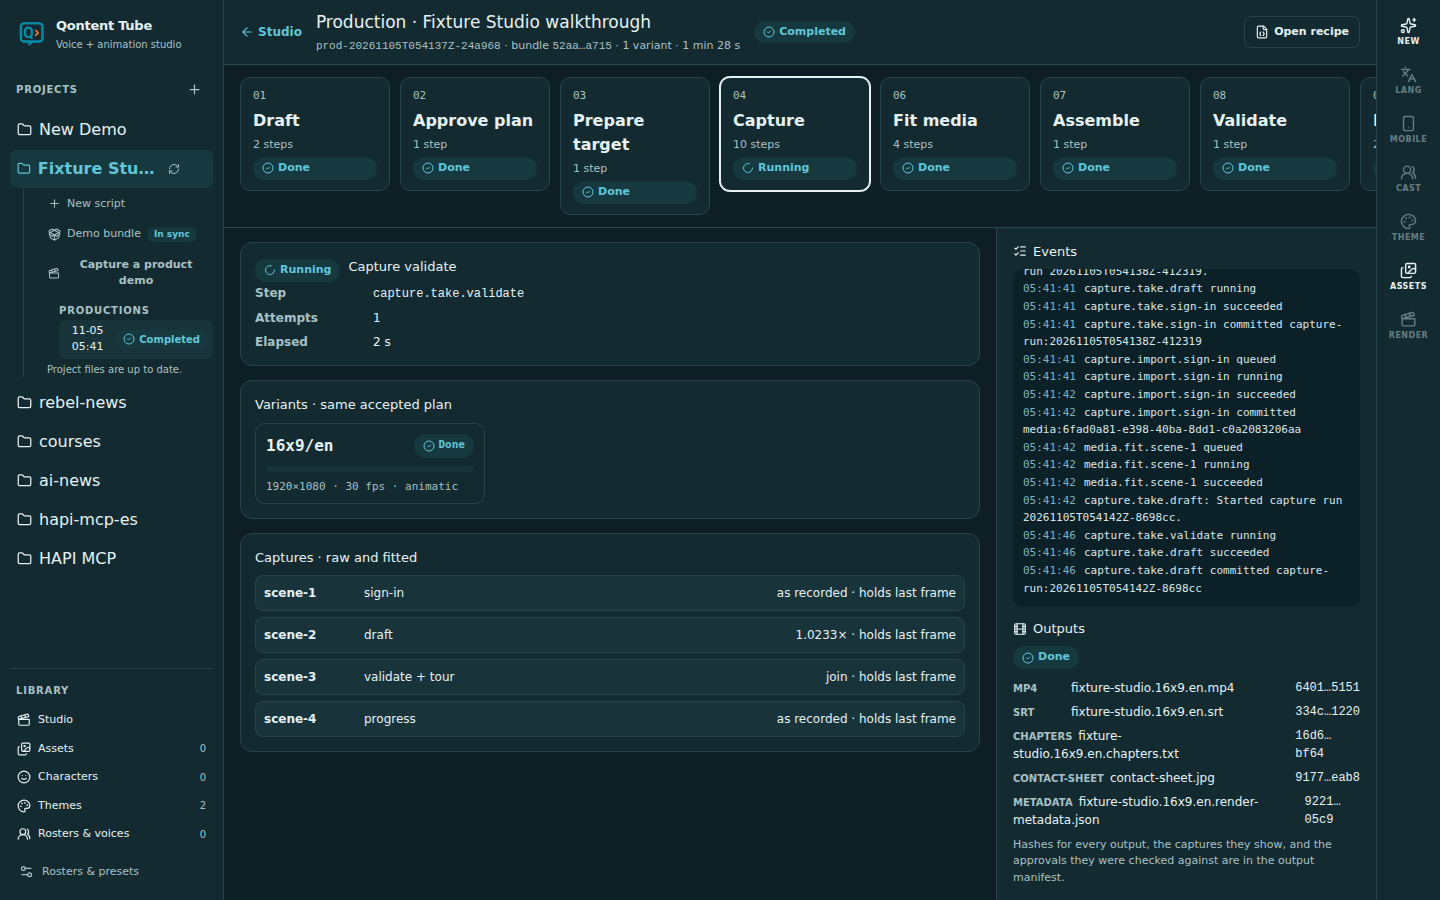 Qontent Tube
Voice + animation studio
PROJECTS
New Demo
Fixture Stu…
New script
Demo bundle In sync
Capture a product
demo
PRODUCTIONS
11-05
05:41
Completed
Project files are up to date.
rebel-news
courses
ai-news
hapi-mcp-es
HAPI MCP
LIBRARY
Studio
Assets 0
Characters 0
Themes 2
Rosters & voices 0
Rosters & presets
Studio
Production · Fixture Studio walkthrough
prod-20261105T054137Z-24a968 · bundle 52aa…a715 · 1 variant · 1 min 28 s
Completed
Open recipe
01
Draft
2 steps
Done
02
Approve plan
1 step
Done
03
Prepare
target
1 step
Done
04
Capture
10 steps
Running
06
Fit media
4 steps
Done
07
Assemble
1 step
Done
08
Validate
1 step
Done
Running Capture validate
Step capture.take.validate
Attempts 1
Elapsed 2 s
Variants · same accepted plan
16x9/en Done
1920×1080 · 30 fps · animatic
Captures · raw and fitted
scene-1 sign-in as recorded · holds last frame
scene-2 draft 1.0233× · holds last frame
scene-3 validate + tour join · holds last frame
scene-4 progress as recorded · holds last frame
Events
run 20261105T054138Z-412319.
05:41:41 capture.take.draft running
05:41:41 capture.take.sign-in succeeded
05:41:41 capture.take.sign-in committed capture-
run:20261105T054138Z-412319
05:41:41 capture.import.sign-in queued
05:41:41 capture.import.sign-in running
05:41:42 capture.import.sign-in succeeded
05:41:42 capture.import.sign-in committed
media:6fad0a81-e398-40ba-8dd1-c0a2083206aa
05:41:42 media.fit.scene-1 queued
05:41:42 media.fit.scene-1 running
05:41:42 media.fit.scene-1 succeeded
05:41:42 capture.take.draft: Started capture run
20261105T054142Z-8698cc.
05:41:46 capture.take.validate running
05:41:46 capture.take.draft succeeded
05:41:46 capture.take.draft committed capture-
run:20261105T054142Z-8698cc
Outputs
Done
MP4 fixture-studio.16x9.en.mp4 6401…5151
SRT fixture-studio.16x9.en.srt 334c…1220
CHAPTERS fixture- 16d6…
studio.16x9.en.chapters.txt bf64
CONTACT-SHEET contact-sheet.jpg 9177…eab8
METADATA fixture-studio.16x9.en.render- 9221…
metadata.json 05c9
Hashes for every output, the captures they show, and the
approvals they were checked against are in the output
manifest.
NEW
LANG
MOBILE
CAST
THEME
ASSETS
RENDER